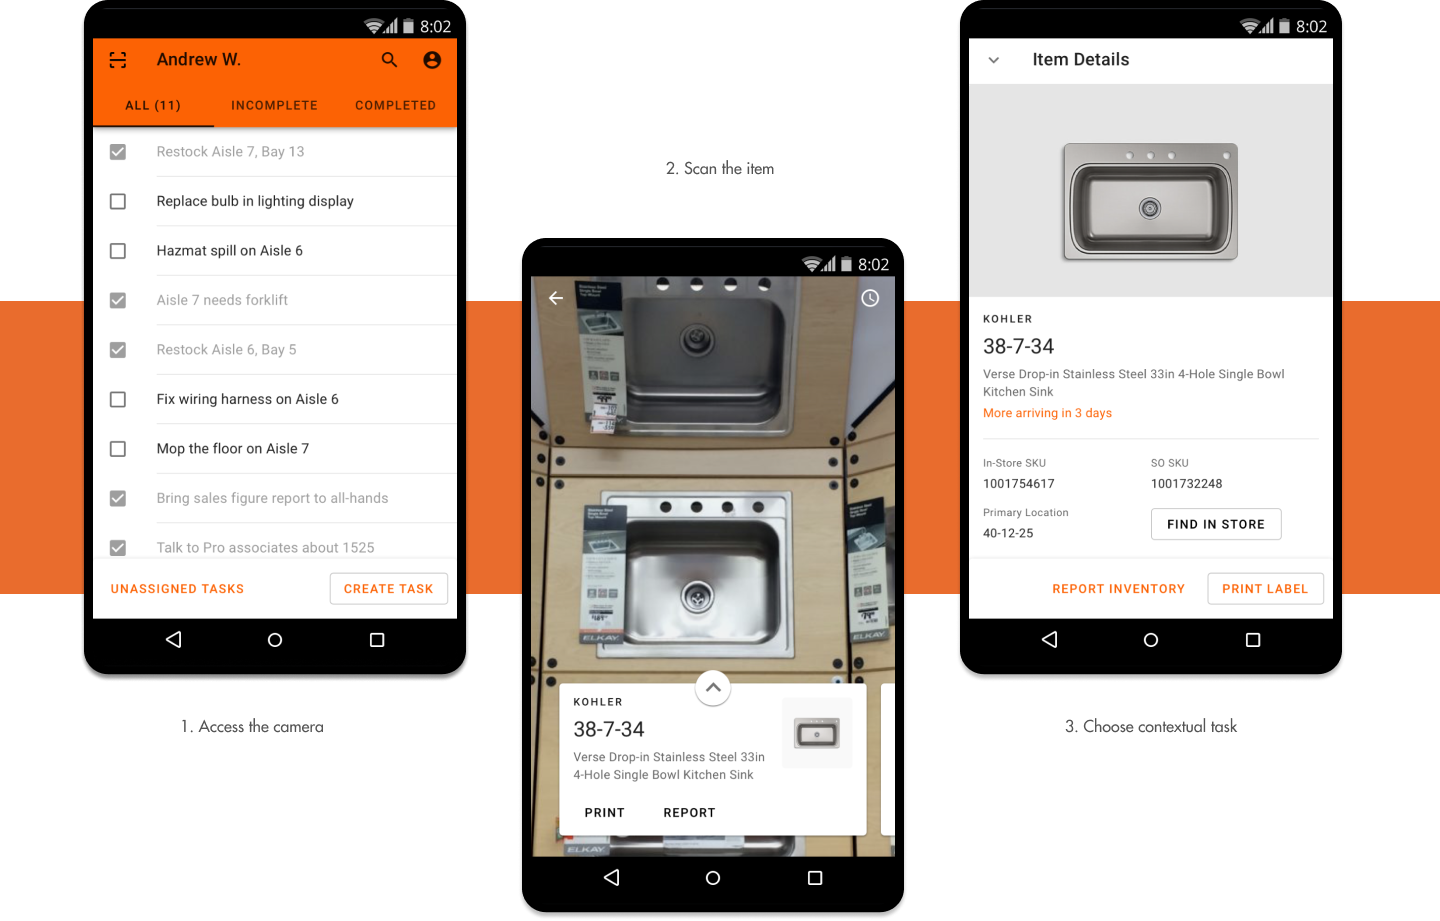 8:02
Andrew W.
ALL (11) INCOMPLETE COMPLETED
Restock Aisle 7, Bay 13
Replace bulb in lighting display
Hazmat spill on Aisle 6
Aisle 7 needs forklift
Restock Aisle 6, Bay 5
Fix wiring harness on Aisle 6
Mop the floor on Aisle 7
Bring sales figure report to all-hands
Talk to Pro associates about 1525
UNASSIGNED TASKS CREATE TASK
1. Access the camera
2. Scan the item
8:02
ELKAY
KOHLER
38-7-34
Verse Drop-in Stainless Steel 33in
4-Hole Single Bowl Kitchen Sink
PRINT REPORT
ELKAY
8:02
Item Details
KOHLER
38-7-34
Verse Drop-in Stainless Steel 33in 4-Hole Single Bowl
Kitchen Sink
More arriving in 3 days
In-Store SKU SO SKU
1001754617 1001732248
Primary Location
40-12-25
FIND IN STORE
REPORT INVENTORY PRINT LABEL
3. Choose contextual task